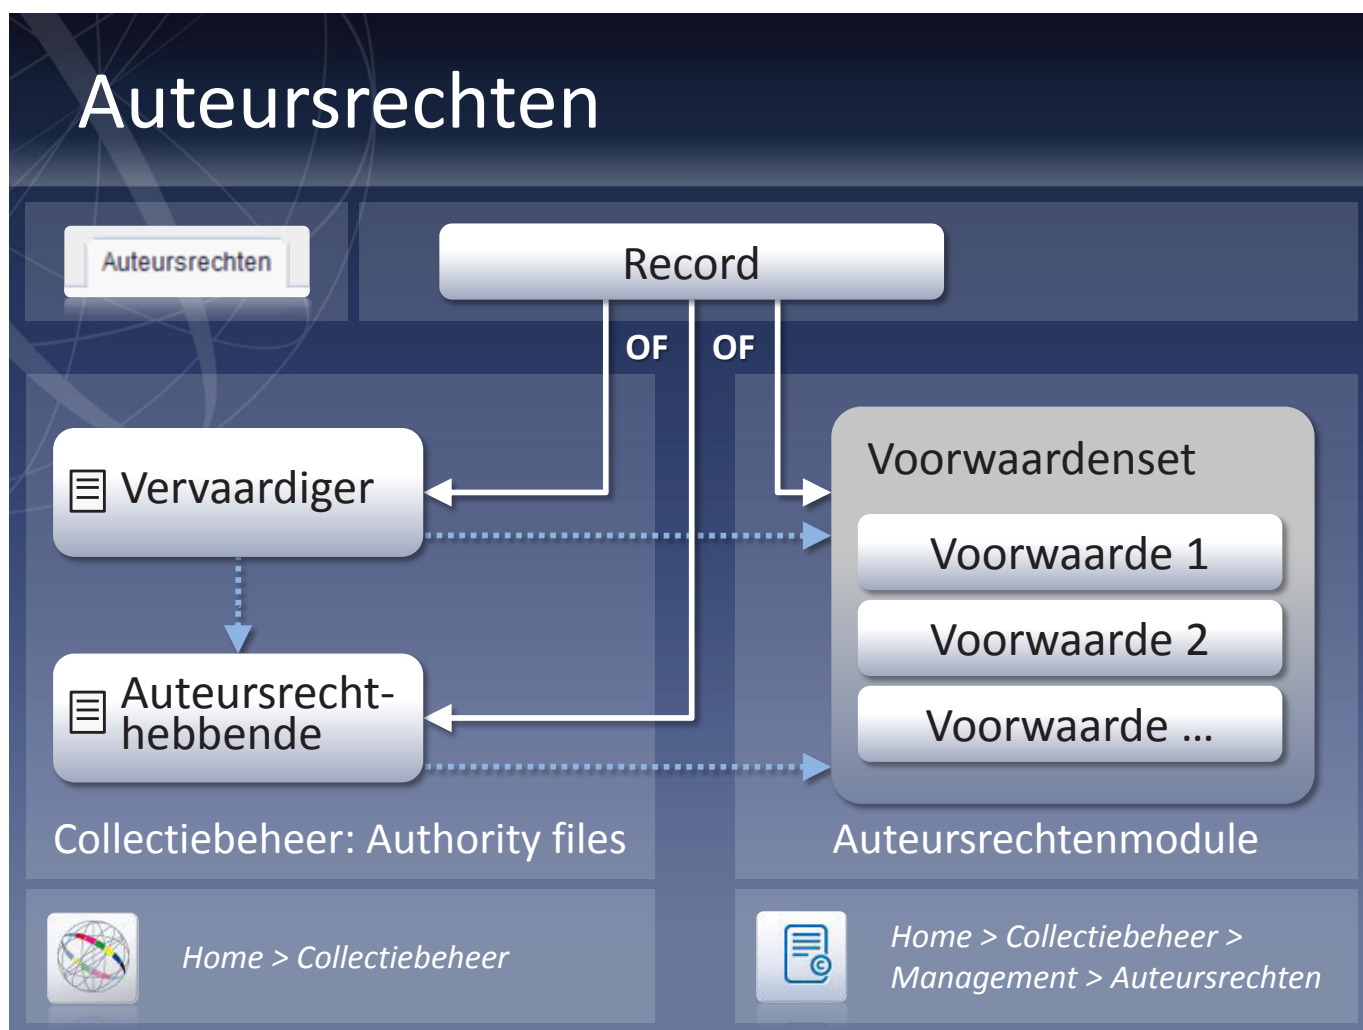 Auteursrechten
Auteursrechten
Record
OF OF
Vervaardiger
Auteursrecht-
hebbende
Collectiebeheer: Authority files
Voorwaardenset
Voorwaarde 1
Voorwaarde 2
Voorwaarde ...
Auteursrechtenmodule
Home > Collectiebeheer
Home > Collectiebeheer >
Management > Auteursrechten